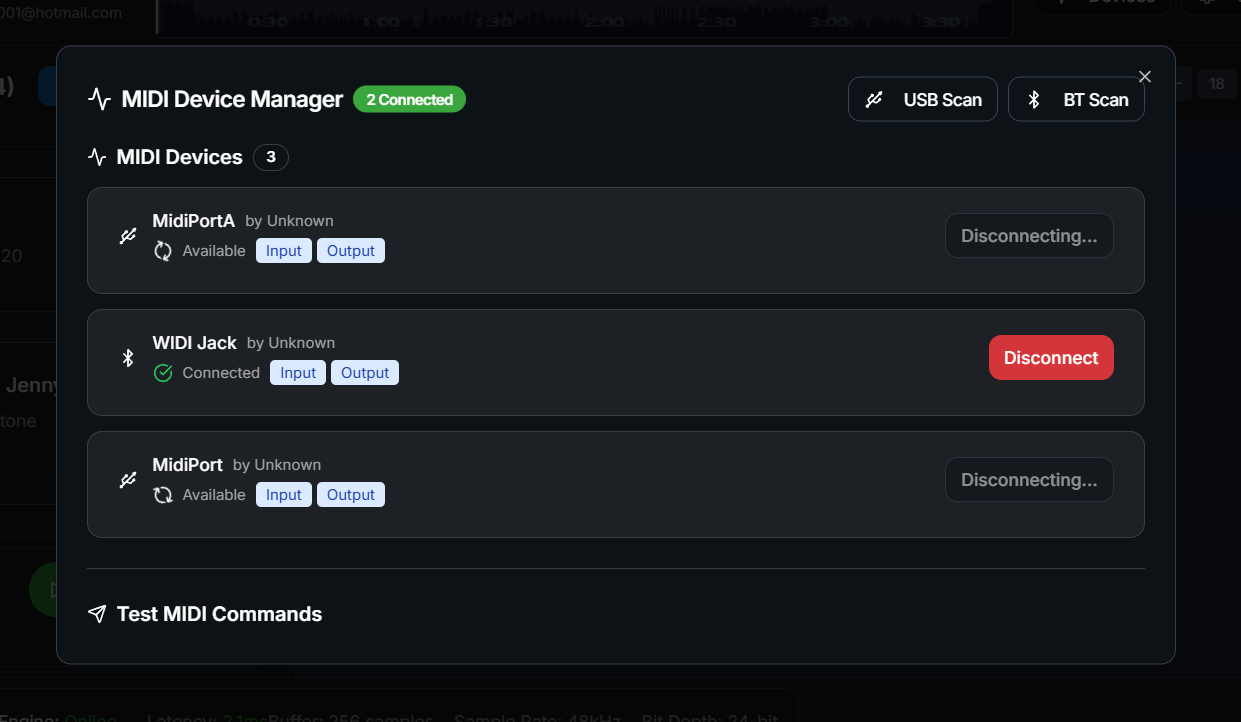 001@hotmail.com
0:30 1:00 1:30 2:00 2:30 3:00 3:30
Devices
4)
18
MIDI Device Manager 2 Connected
USB Scan
BT Scan
MIDI Devices 3
MidiPortA by Unknown
Available Input Output
Disconnecting...
WIDI Jack by Unknown
Connected Input Output
Disconnect
MidiPort by Unknown
Available Input Output
Disconnecting...
20
Jenny
tone
Test MIDI Commands
Engine: Online Latency: 2.1ms Buffer: 256 samples Sample Rate: 48kHz Bit Depth: 24-bit